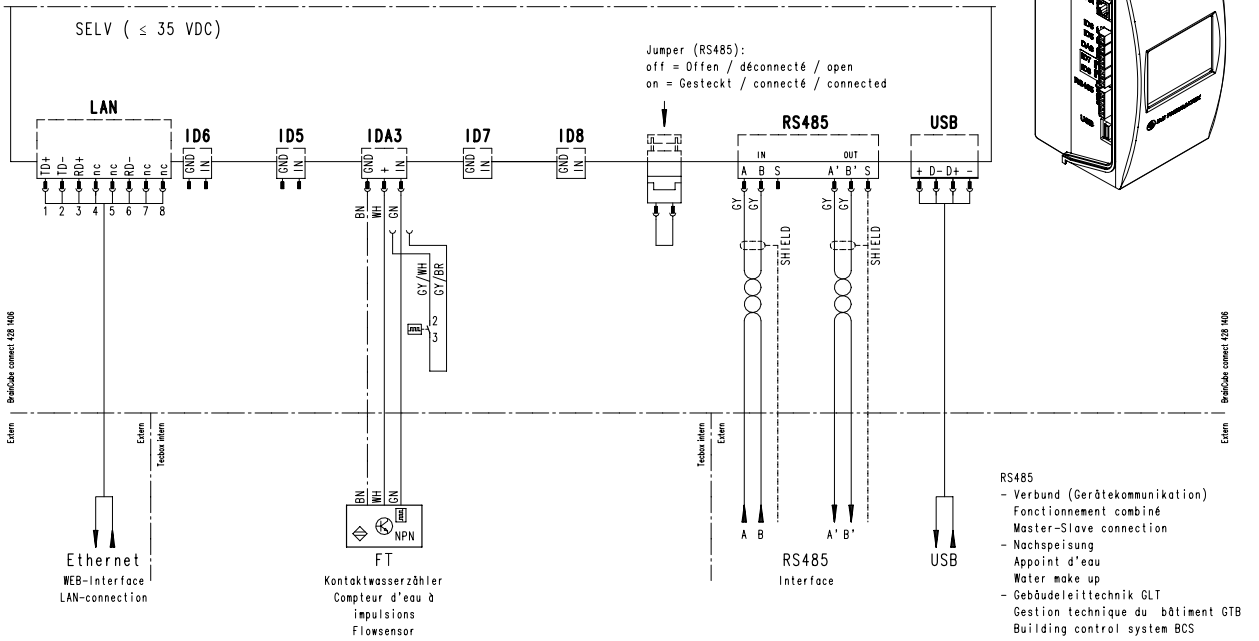 SELV ( ≤ 35 VDC)
Jumper (RS485):
off = Offen / déconnecté / open
on = Gesteckt / connecté / connected
LAN
ID6
ID5
IDA3
ID7
ID8
RS485
USB
TD+
TD-
RD+
nc
nc
RD-
nc
nc
GND
IN
GND
IN
GND
+
IN
GND
IN
GND
IN
IN
OUT
A B S
A' B' S
+ D- D+ -
1 2 3 4 5 6 7 8
BN
WH
GN
GY/WH
GY/BR
2
3
GY
GY
SHIELD
GY
GY
SHIELD
BrainCube connect 428 1406
BrainCube connect 428 1406
Extern
Extern
Tecbox intern
Tecbox intern
Extern
Extern
BN
WH
GN
NPN
A B
A' B'
Ethernet
WEB-Interface
LAN-connection
FT
Kontaktwasserzähler
Compteur d'eau à
impulsions
Flowsensor
RS485
Interface
USB
RS485
- Verbund (Gerätekommunikation)
Fonctionnement combiné
Master-Slave connection
- Nachspeisung
Appoint d'eau
Water make up
- Gebäudeleittechnik GLT
Gestion technique du bâtiment GTB
Building control system BCS
ID6
ID5
ID7
ID8
RS485
USB